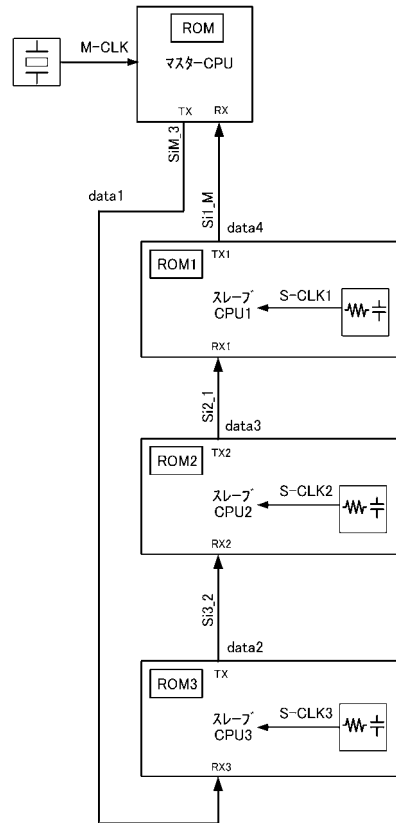 ROM
M-CLK
マスターCPU
TX RX
SiM_3
Si1_M
data1
data4
TX1
ROM1
スレーブ
CPU1
S-CLK1
RX1
Si2_1
data3
TX2
ROM2
スレーブ
CPU2
S-CLK2
RX2
Si3_2
data2
TX
ROM3
スレーブ
CPU3
S-CLK3
RX3